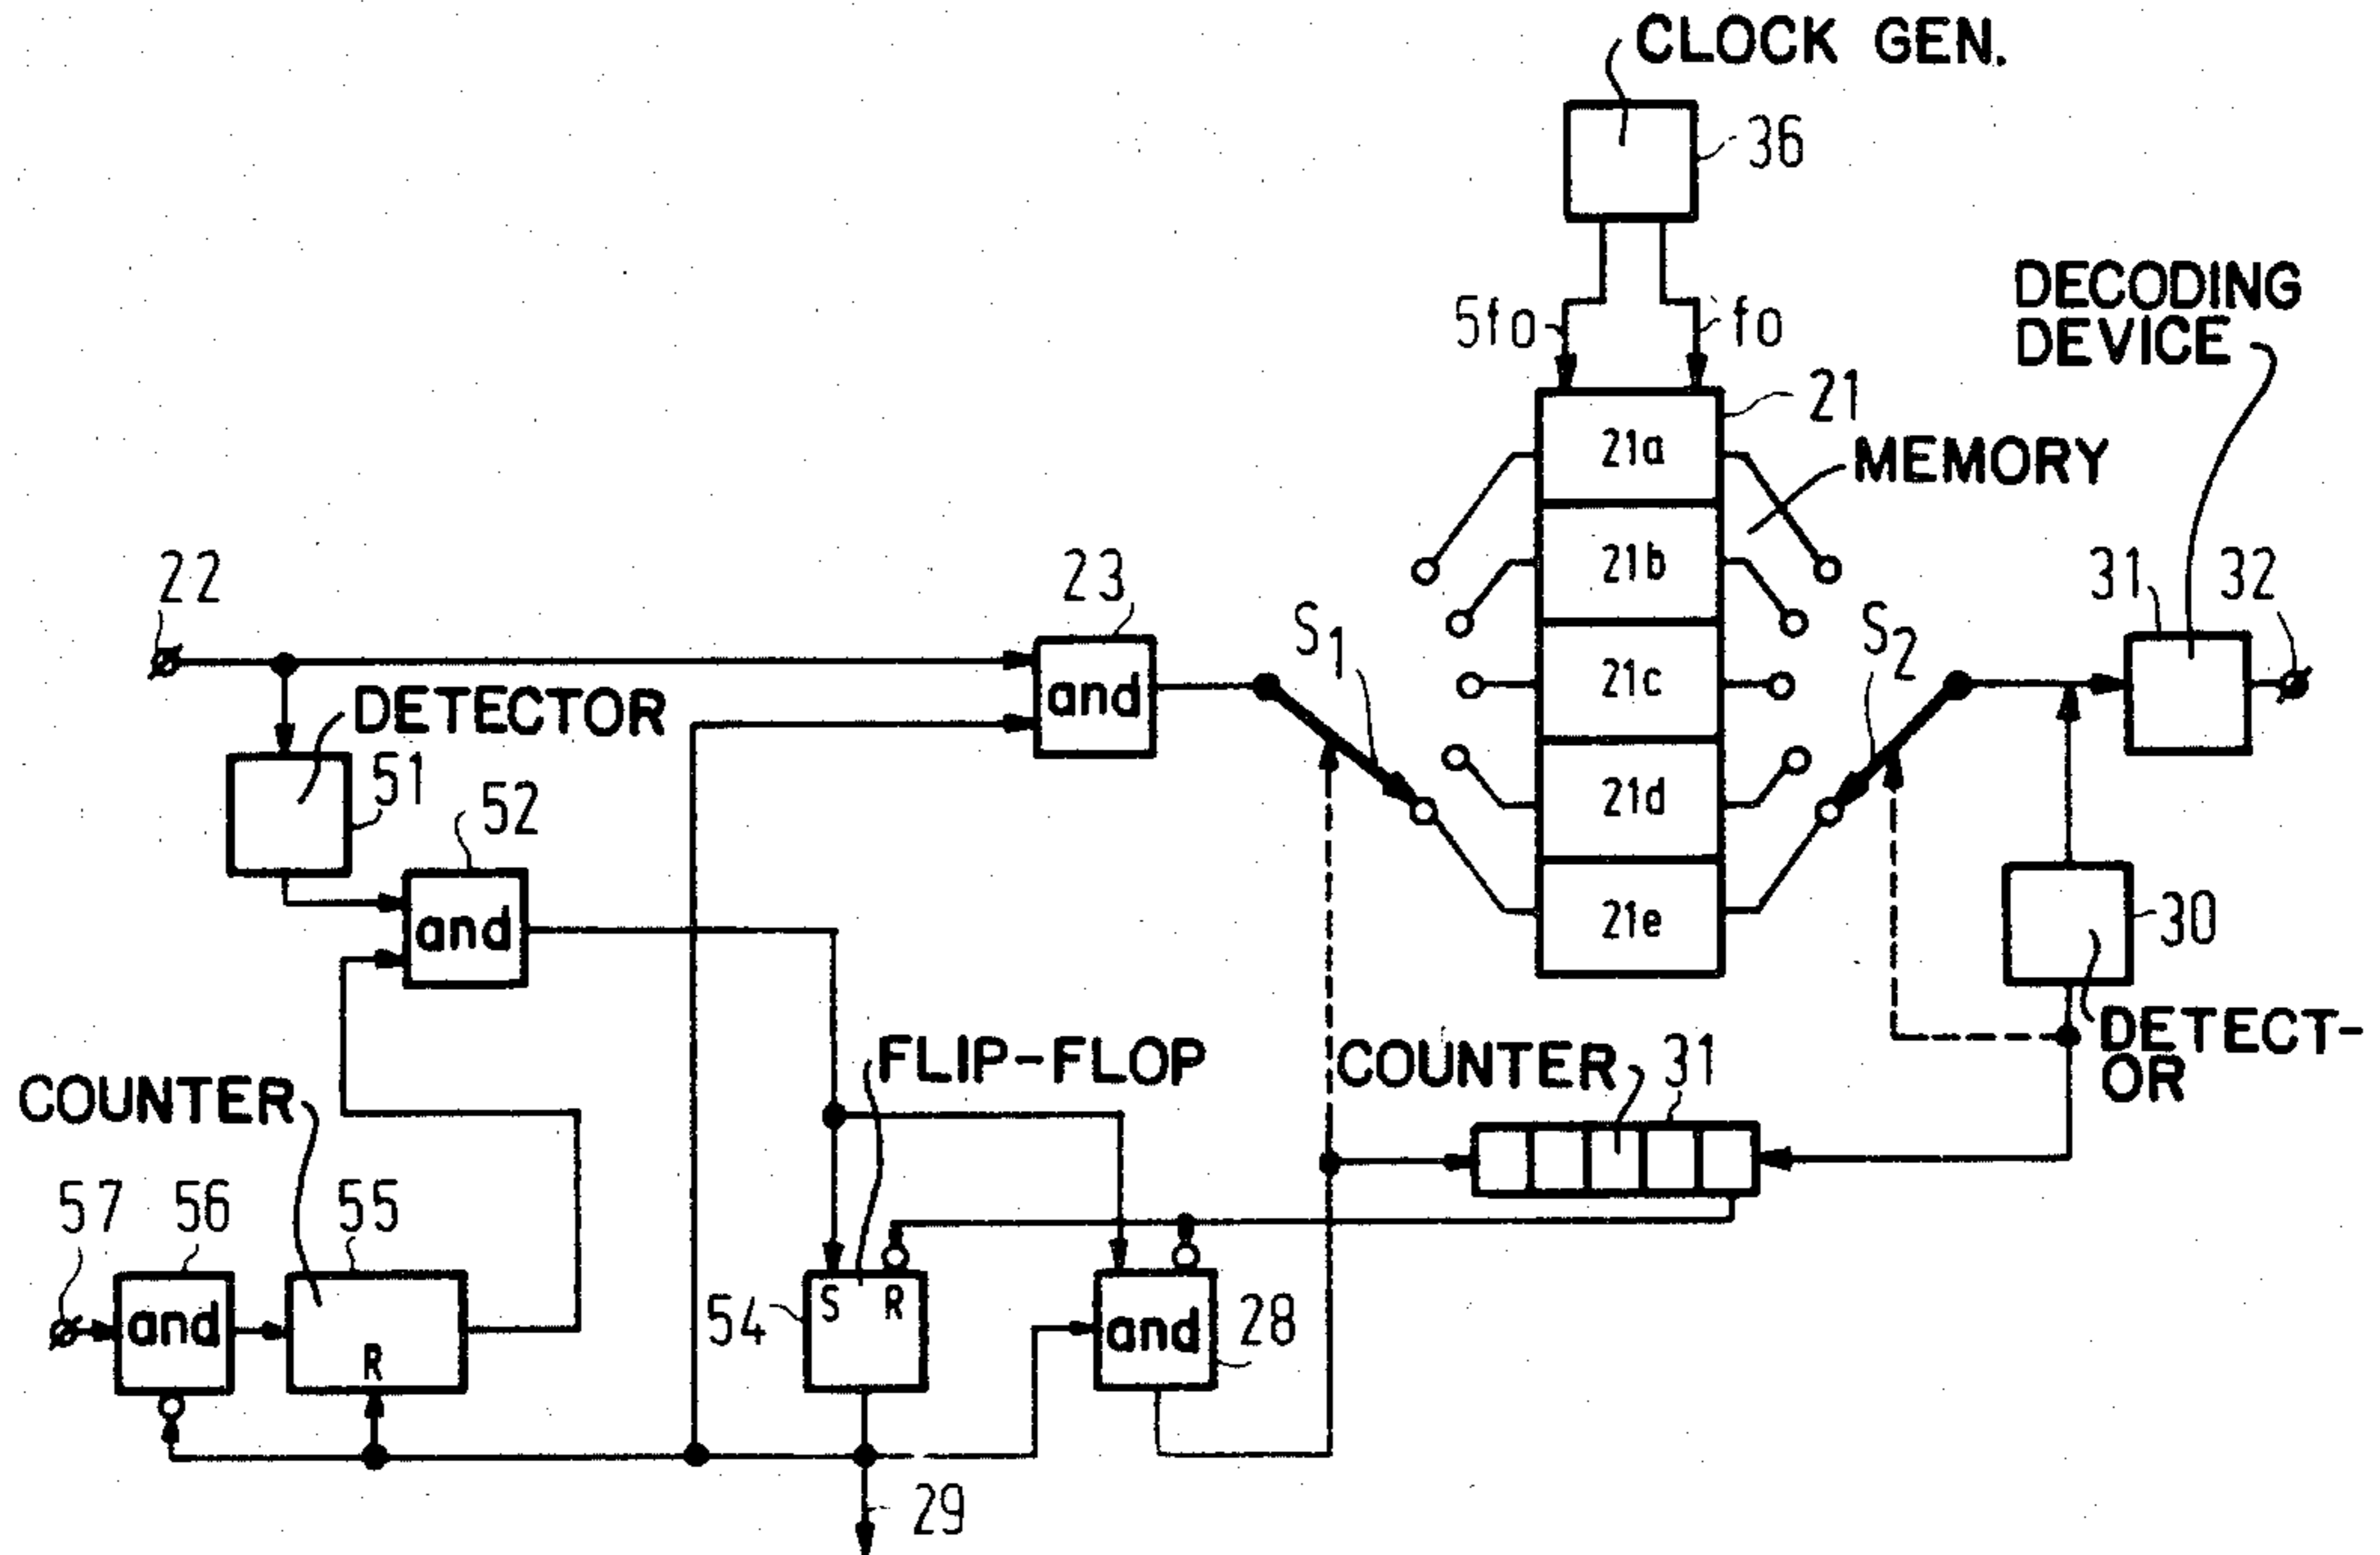 CLOCK GEN.
36
5fo
fo
DECODING
DEVICE
21
21a
MEMORY
21b
22
23
31
32
S1
S2
21c
and
DETECTOR
51
52
21d
and
21e
30
DETECT-
OR
FLIP-FLOP
COUNTER
31
COUNTER
57
56
55
and
R
54
S
R
and
28
29